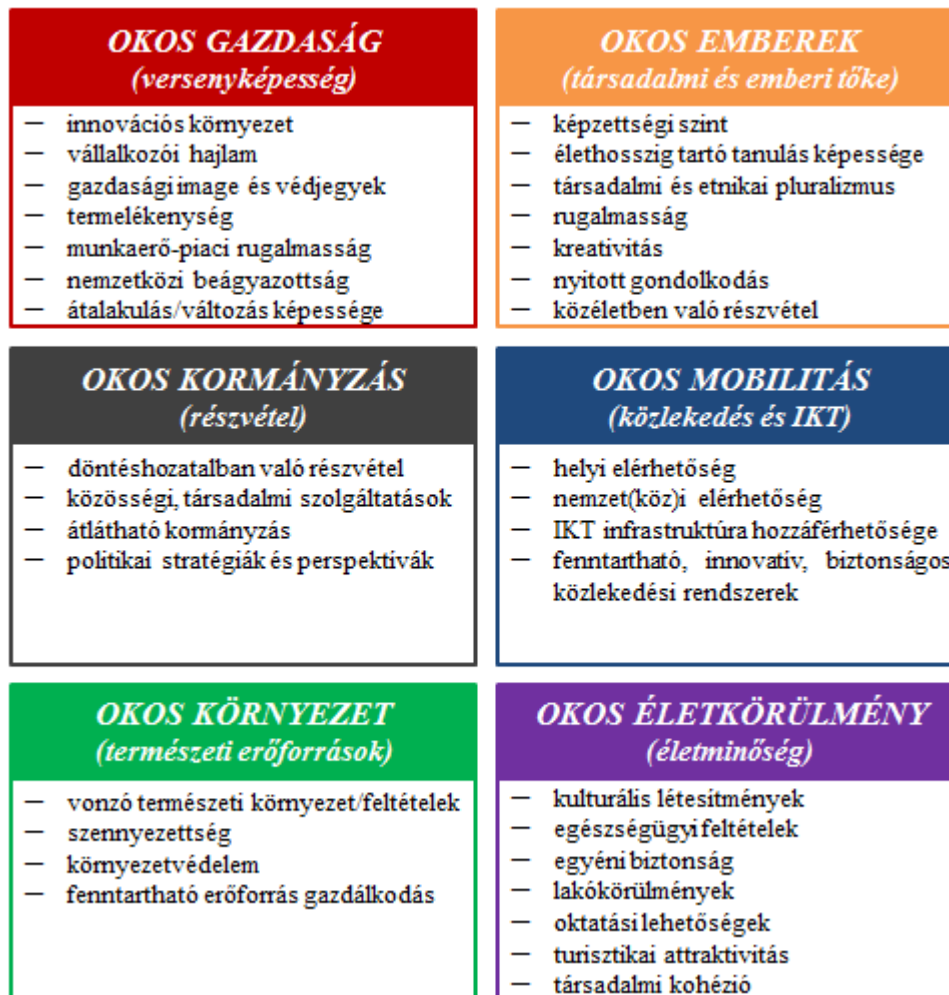 OKOS GAZDASÁG
(versenyképesség)
— innovációs környezet
— vállalkozói hajlam
— gazdasági image és védjegyek
— termelékenység
— munkaerő-piaci rugalmasság
— nemzetközi beágyazottság
— átalakulás/változás képessége
OKOS EMBEREK
(társadalmi és emberi tőke)
— képzettségi szint
— élethosszig tartó tanulás képessége
— társadalmi és etnikai pluralizmus
— rugalmasság
— kreativitás
— nyitott gondolkodás
— közéletben való részvétel
OKOS KORMÁNYZÁS
(részvétel)
— döntéshozatalban való részvétel
— közösségi, társadalmi szolgáltatások
— átlátható kormányzás
— politikai stratégiák és perspektívák
OKOS MOBILITÁS
(közlekedés és IKT)
— helyi elérhetőség
— nemzet(köz)i elérhetőség
— IKT infrastruktúra hozzáférhetősége
— fenntartható, innovatív, biztonságos
közlekedési rendszerek
OKOS KÖRNYEZET
(természeti erőforrások)
— vonzó természeti környezet/feltételek
— szennyezettség
— környezetvédelem
— fenntartható erőforrás gazdálkodás
OKOS ÉLETKÖRÜLMÉNY
(életminőség)
— kulturális létesítmények
— egészségügyi feltételek
— egyéni biztonság
— lakókörülmények
— oktatási lehetőségek
— turisztikai attraktivitás
— társadalmi kohézió